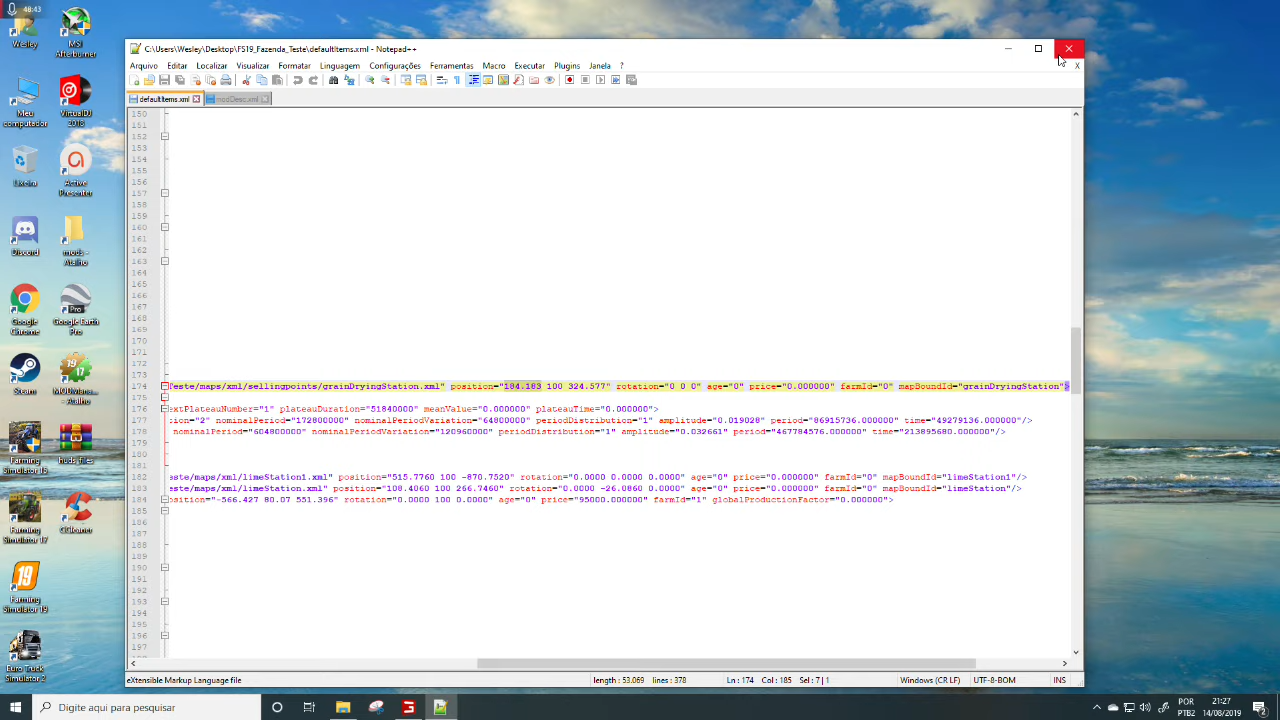 48:43
Wesley
MSI Afterburner
Meu computador
VirtualDJ 2018
Lixeira
Active Presenter
Discord
mods - Atalho
Google Chrome
Google Earth Pro
Steam
MODMana... - Atalho
Farming Simulator 15
huds_files
Farming Simulator 17
CCleaner
Farming Simulator 19
Euro Truck Simulator 2
C:\Users\Wesley\Desktop\FS19_Fazenda_Teste\defaultItems.xml - Notepad++
Arquivo Editar Localizar Visualizar Formatar Linguagem Configurações Ferramentas Macro Executar Plugins Janela ? X
defaultItems.xml modDesc.xml
150
151
152
153
154
155
156
157
158
159
160
161
162
163
164
165
166
167
168
169
170
171
172
173
174 Teste/maps/xml/sellingpoints/grainDryingStation.xml" position="184.183 100 324.577" rotation="0 0 0" age="0" price="0.000000" farmId="0" mapBoundId="grainDryingStation">
175
176 extPlateauNumber="1" plateauDuration="51840000" meanValue="0.000000" plateauTime="0.000000">
177 tion="2" nominalPeriod="172800000" nominalPeriodVariation="64800000" periodDistribution="1" amplitude="0.019028" period="86915736.000000" time="49279136.000000"/>
178 nominalPeriod="604800000" nominalPeriodVariation="120960000" periodDistribution="1" amplitude="0.032661" period="467784576.000000" time="213895680.000000"/>
179
180
181
182 este/maps/xml/limeStation1.xml" position="515.7760 100 -870.7520" rotation="0.0000 0.0000 0.0000" age="0" price="0.000000" farmId="0" mapBoundId="limeStation1"/>
183 este/maps/xml/limeStation.xml" position="108.4060 100 266.7460" rotation="0.0000 -26.0860 0.0000" age="0" price="0.000000" farmId="0" mapBoundId="limeStation"/>
184 position="-566.427 80.07 551.396" rotation="0.0000 100 0.0000" age="0" price="95000.000000" farmId="1" globalProductionFactor="0.000000">
185
186
187
188
189
190
191
192
193
194
195
196
197
eXtensible Markup Language file length : 53.069 lines : 378 Ln : 174 Col : 185 Sel : 7 | 1 Windows (CR LF) UTF-8-BOM INS
Digite aqui para pesquisar
POR
PTB2
21:27
14/08/2019
2